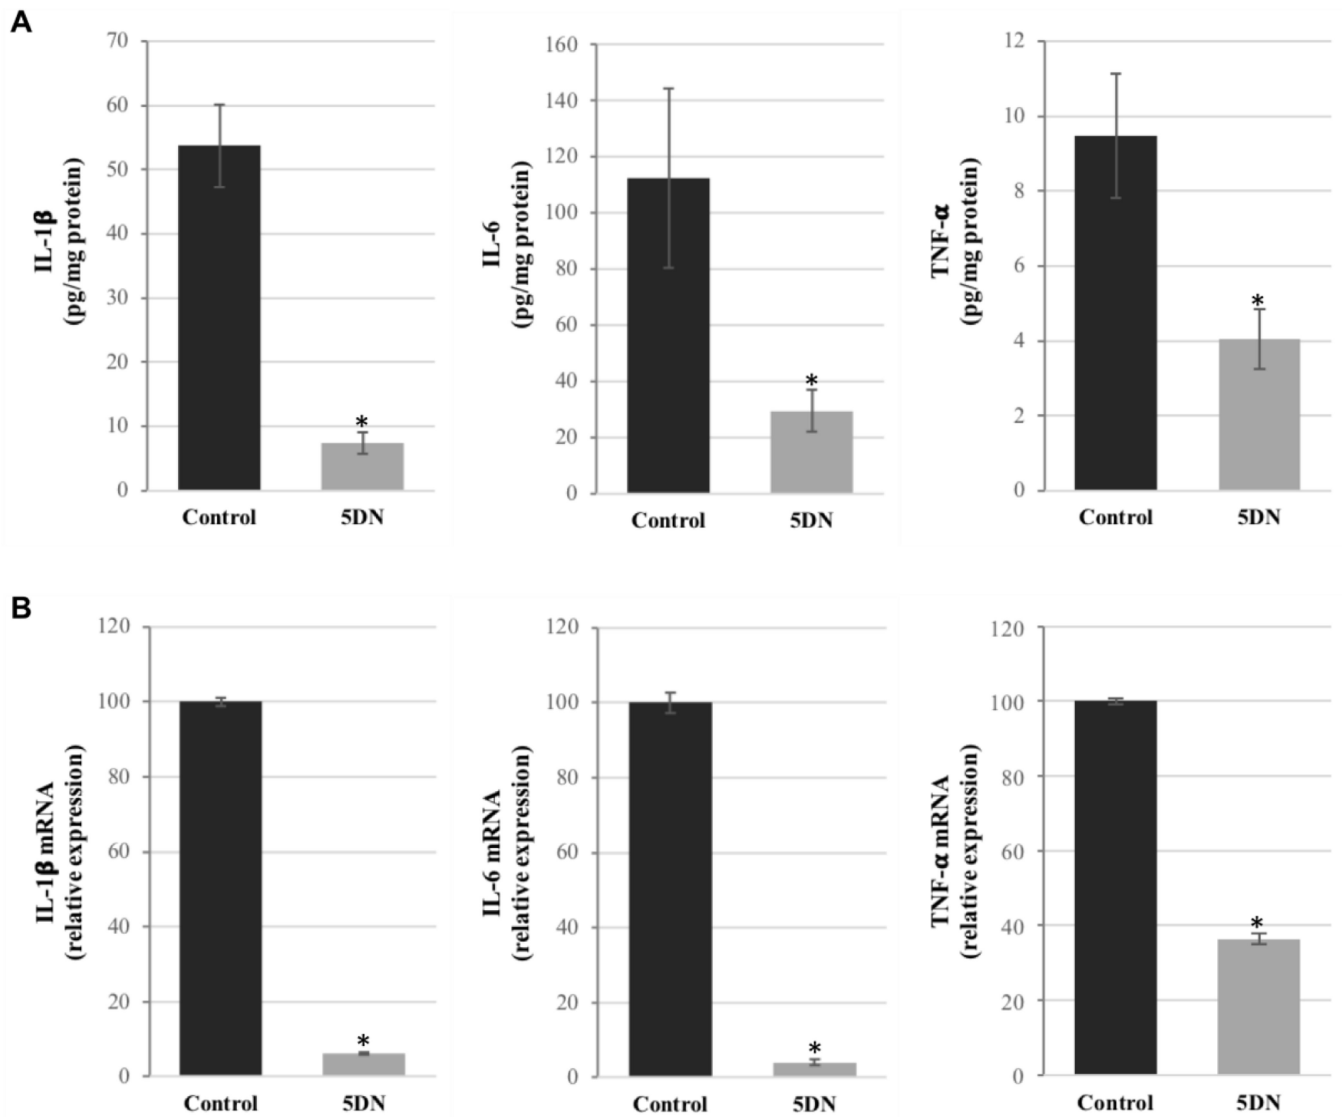 A
70
60
50
40
30
20
10
0
IL-1β
(pg/mg protein)
*
Control 5DN
160
140
120
100
80
60
40
20
0
IL-6
(pg/mg protein)
*
Control 5DN
12
10
8
6
4
2
0
TNF-α
(pg/mg protein)
*
Control 5DN
B
120
100
80
60
40
20
0
IL-1β mRNA
(relative expression)
*
Control 5DN
120
100
80
60
40
20
0
IL-6 mRNA
(relative expression)
*
Control 5DN
120
100
80
60
40
20
0
TNF-α mRNA
(relative expression)
*
Control 5DN